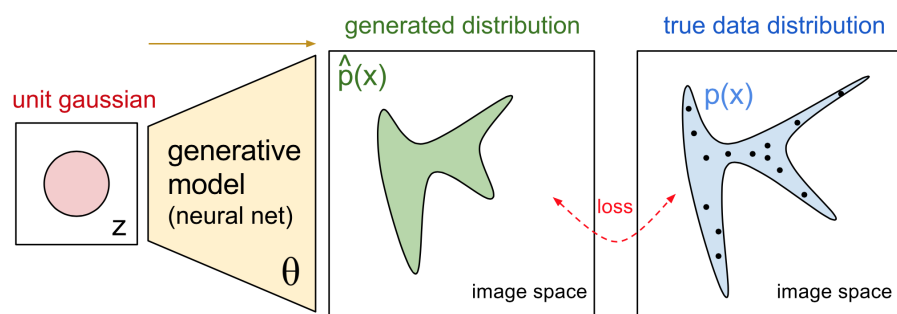 unit gaussian
z
generative
model
(neural net)
θ
generated distribution
p̂(x)
image space
loss
true data distribution
p(x)
image space